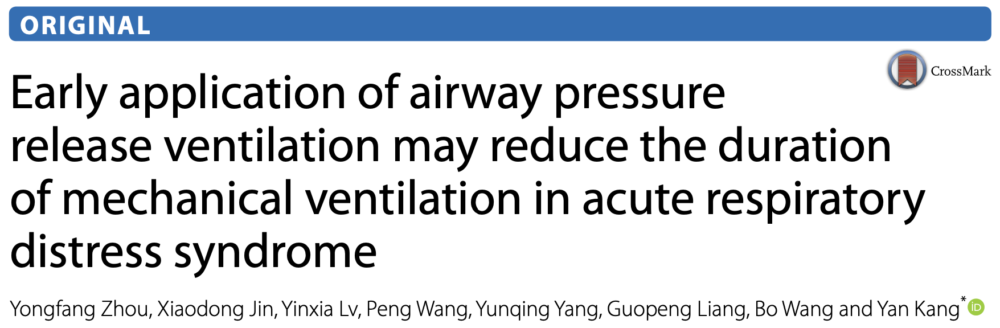 ORIGINAL
CrossMark
Early application of airway pressure
release ventilation may reduce the duration
of mechanical ventilation in acute respiratory
distress syndrome
Yongfang Zhou, Xiaodong Jin, Yinxia Lv, Peng Wang, Yunqing Yang, Guopeng Liang, Bo Wang and Yan Kang* iD